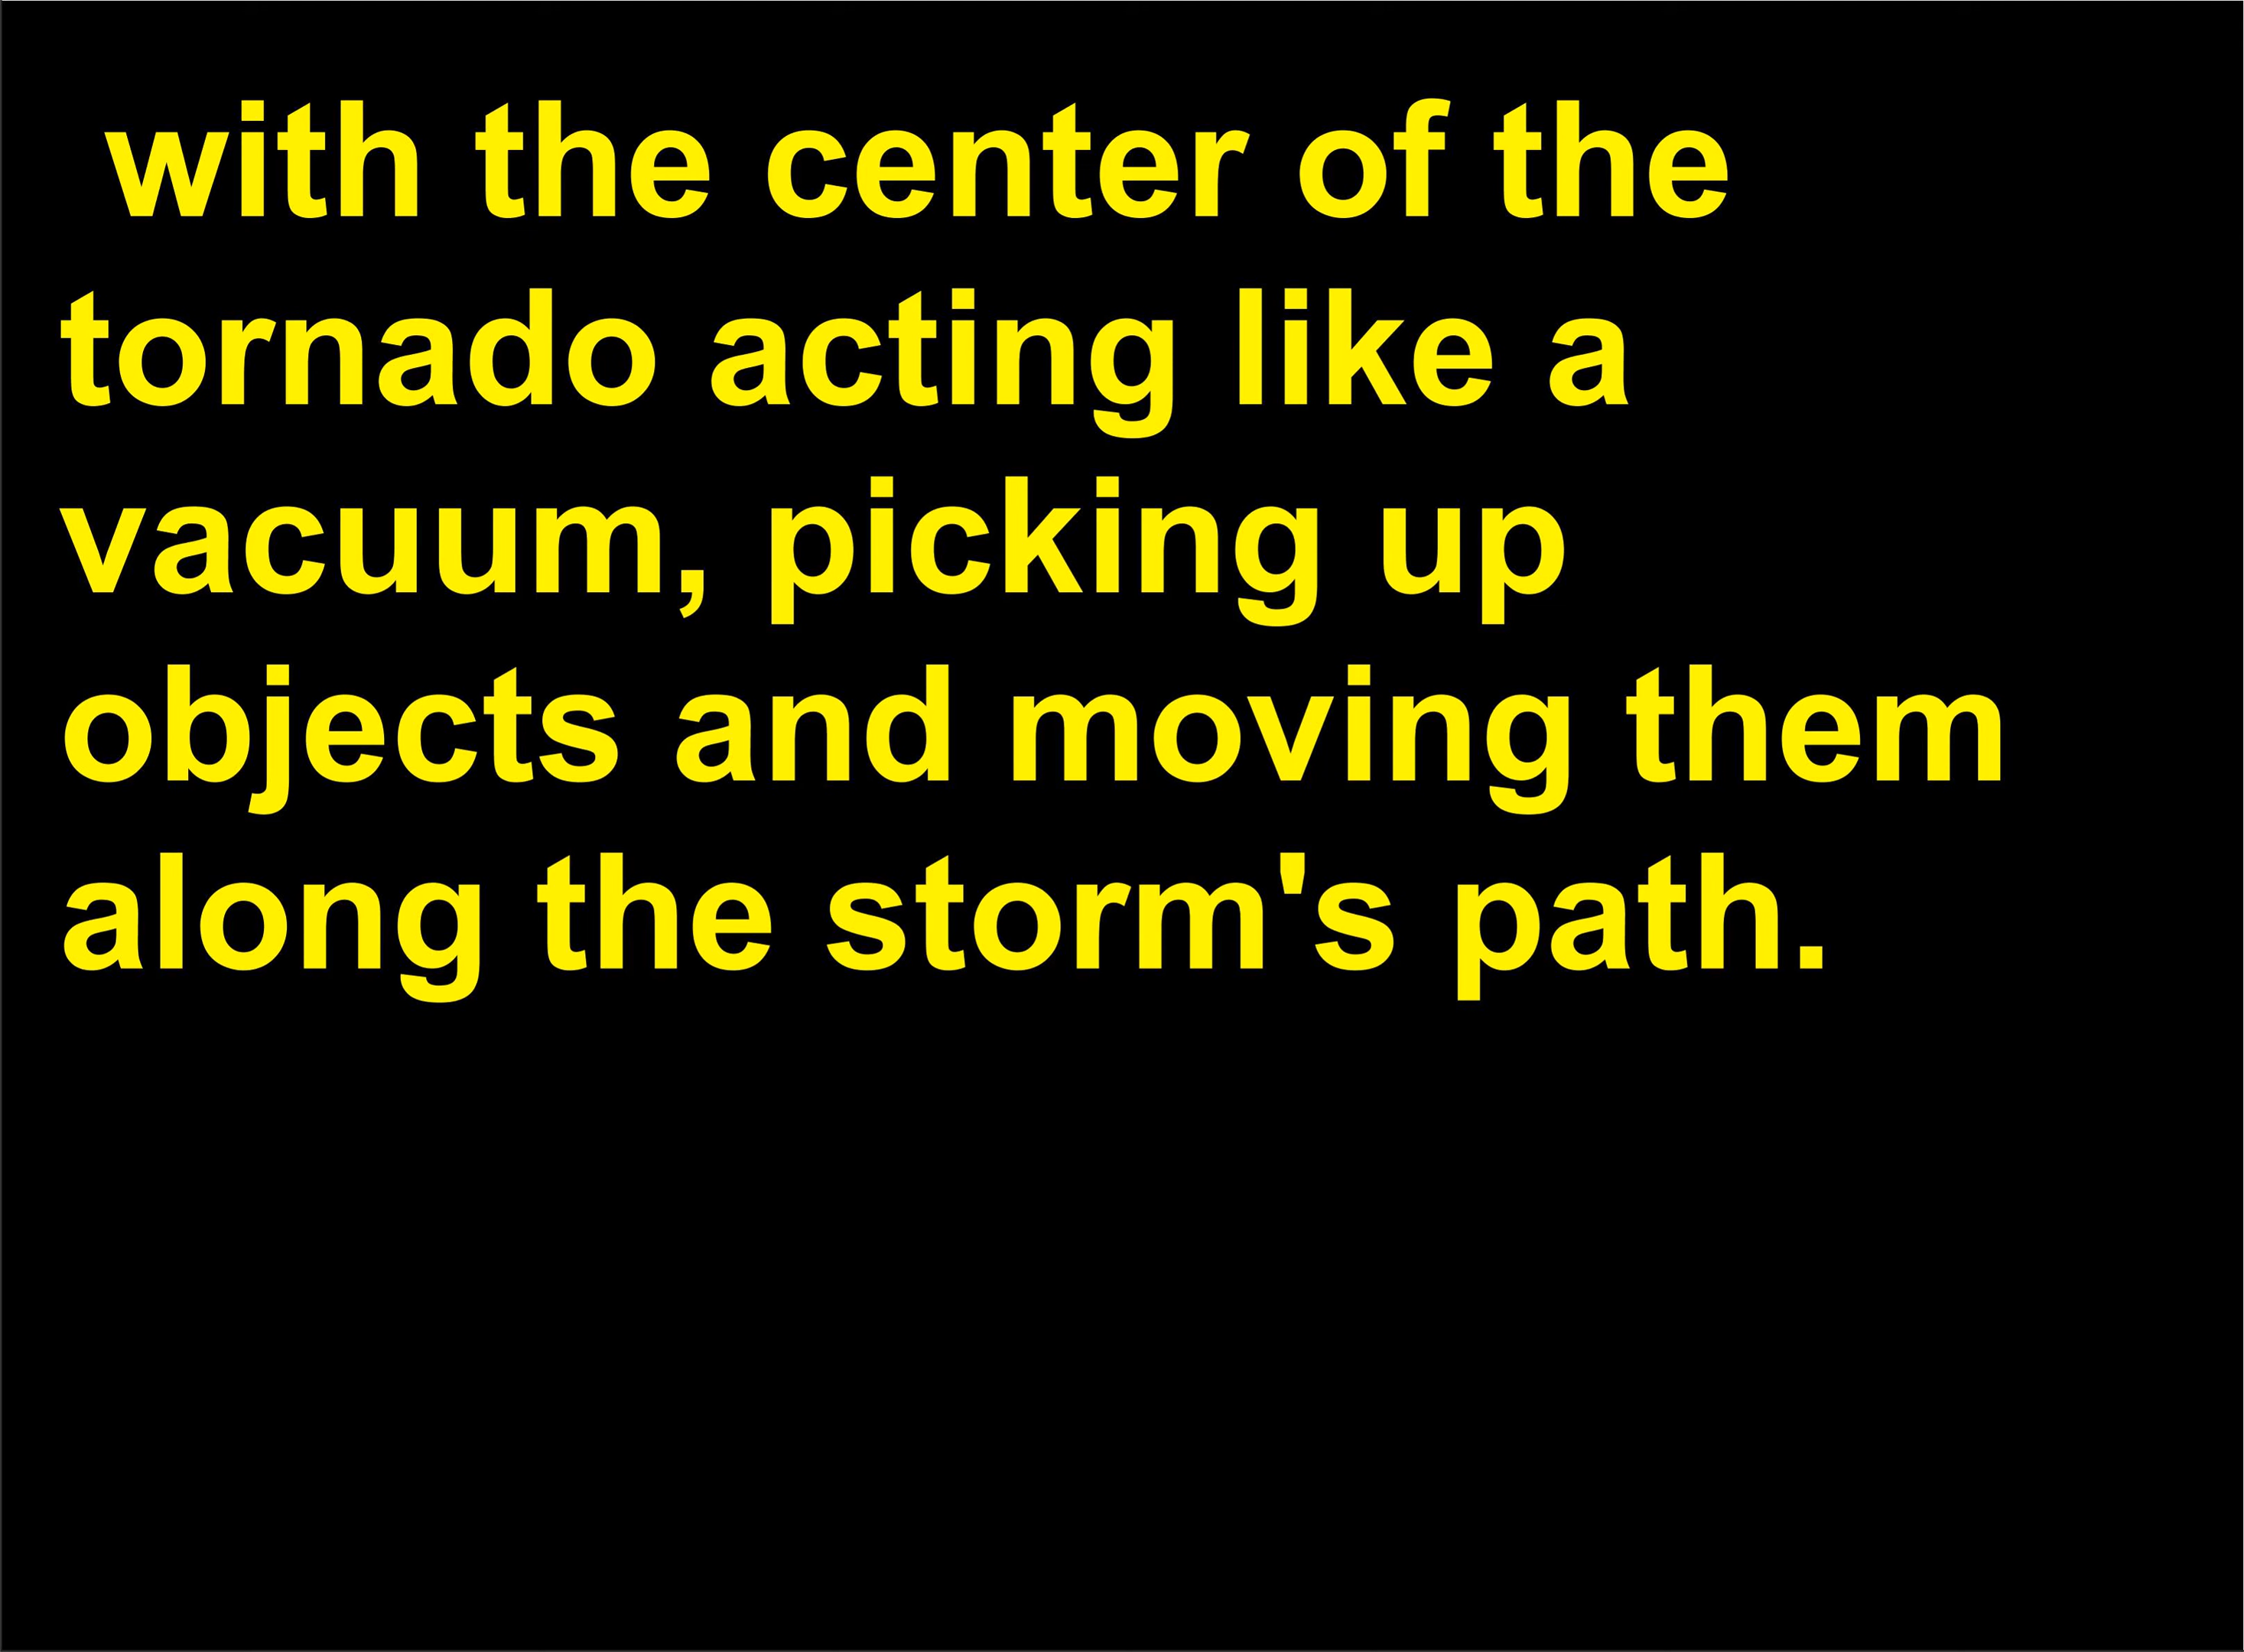 with the center of the
tornado acting like a
vacuum, picking up
objects and moving them
along the storm's path.